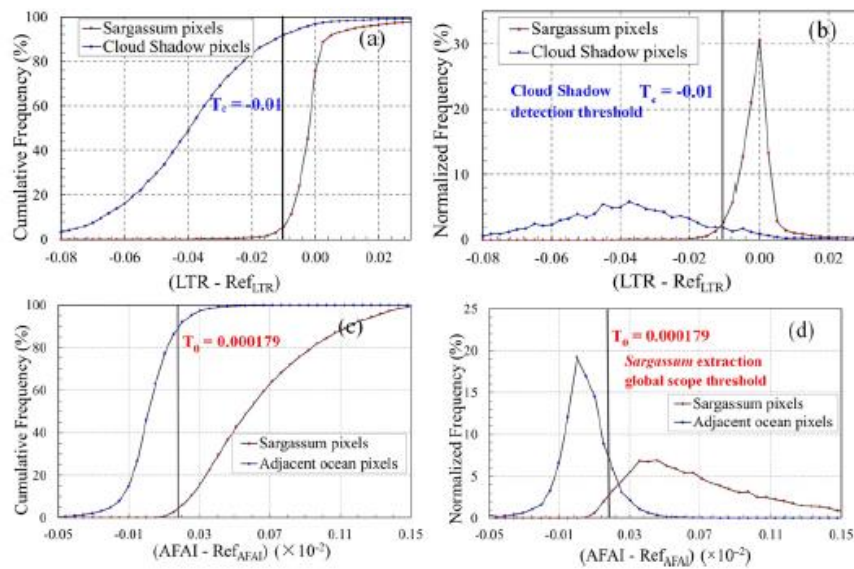 Sargassum pixels
Cloud Shadow pixels
(a)
T_c = -0.01
Cumulative Frequency (%)
100
80
60
40
20
0
-0.08 -0.06 -0.04 -0.02 0.00 0.02
(LTR - Ref_LTR)
Sargassum pixels
Cloud Shadow pixels
(b)
Cloud Shadow
detection threshold
T_c = -0.01
Normalized Frequency (%)
30
20
10
0
-0.08 -0.06 -0.04 -0.02 0.00 0.02
(LTR - Ref_LTR)
(c)
T_0 = 0.000179
Sargassum pixels
Adjacent ocean pixels
Cumulative Frequency (%)
100
80
60
40
20
0
-0.05 -0.01 0.03 0.07 0.11 0.15
(AFAI - Ref_AFAI) (×10⁻²)
(d)
T_0 = 0.000179
Sargassum extraction
global scope threshold
Sargassum pixels
Adjacent ocean pixels
Normalized Frequency (%)
25
20
15
10
5
0
-0.05 -0.01 0.03 0.07 0.11 0.15
(AFAI - Ref_AFAI) (×10⁻²)